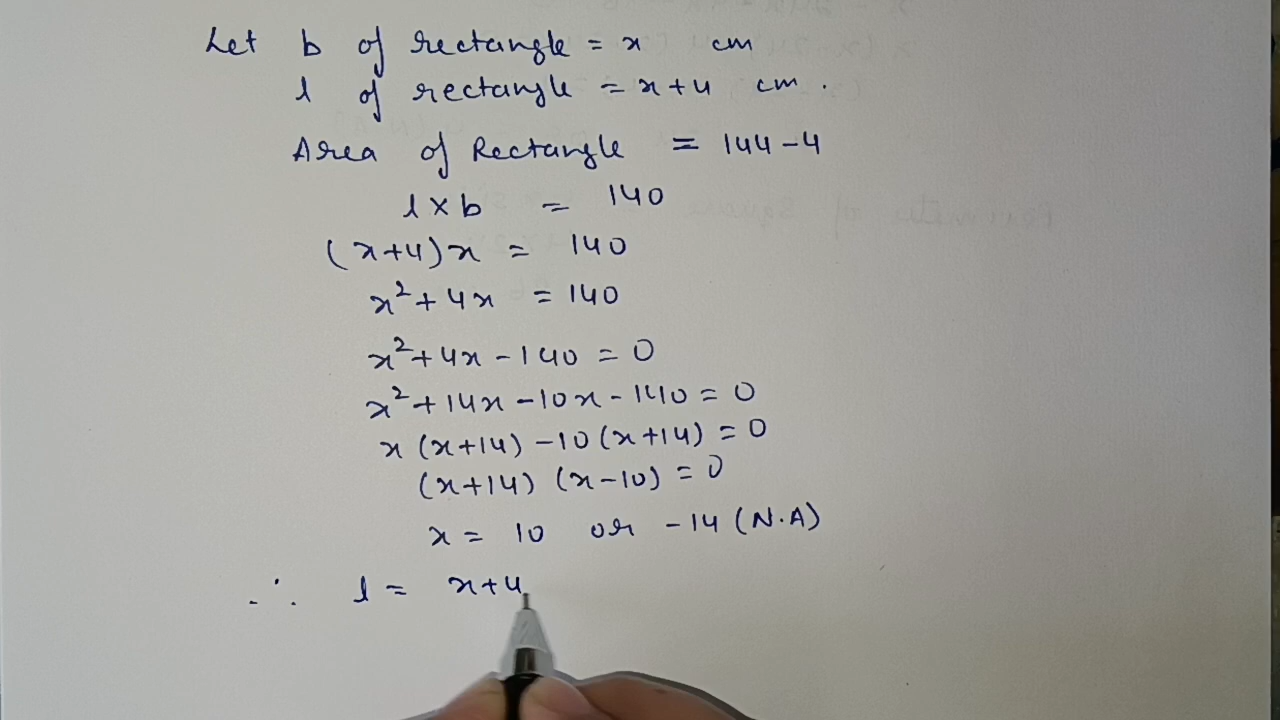 Let b of rectangle = x cm
l of rectangle = x+4 cm.
Area of Rectangle = 144-4
l×b = 140
(x+4)x = 140
x²+4x = 140
x²+4x-140=0
x²+14x-10x-140=0
x(x+14)-10(x+14)=0
(x+14)(x-10)=0
x = 10 or -14 (N.A)
∴ l = x+4